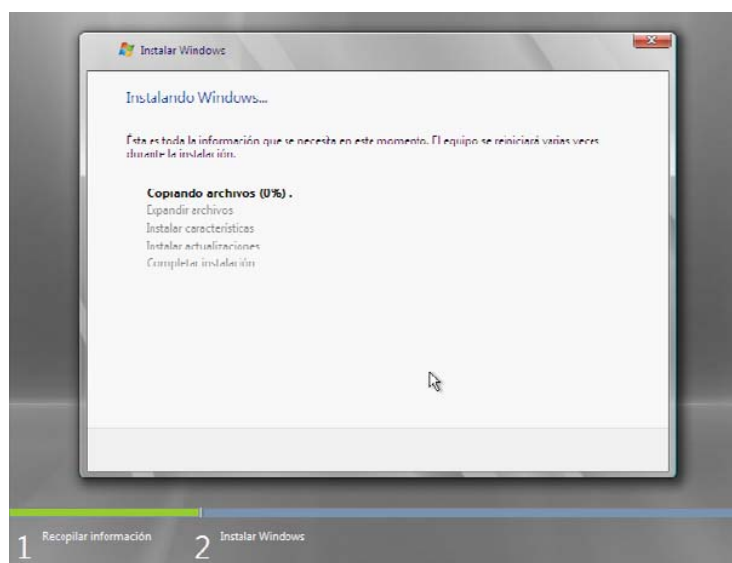 Instalar Windows
Instalando Windows...
Ésta es toda la información que se necesita en este momento. El equipo se reiniciará varias veces
durante la instalación.
Copiando archivos (0%) .
Expandir archivos
Instalar características
Instalar actualizaciones
Completar instalación
1 Recopilar información
2 Instalar Windows